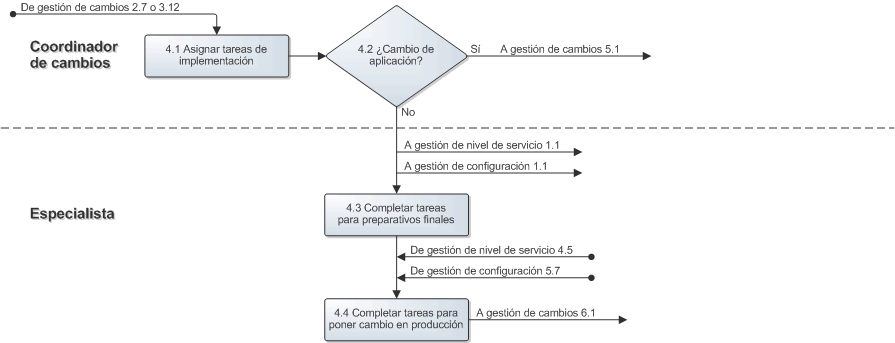 De gestión de cambios 2.7 o 3.12
Coordinador
de cambios
4.1 Asignar tareas de
implementación
4.2 ¿Cambio de
aplicación?
Sí
A gestión de cambios 5.1
No
A gestión de nivel de servicio 1.1
A gestión de configuración 1.1
Especialista
4.3 Completar tareas
para preparativos finales
De gestión de nivel de servicio 4.5
De gestión de configuración 5.7
4.4 Completar tareas para
poner cambio en producción
A gestión de cambios 6.1